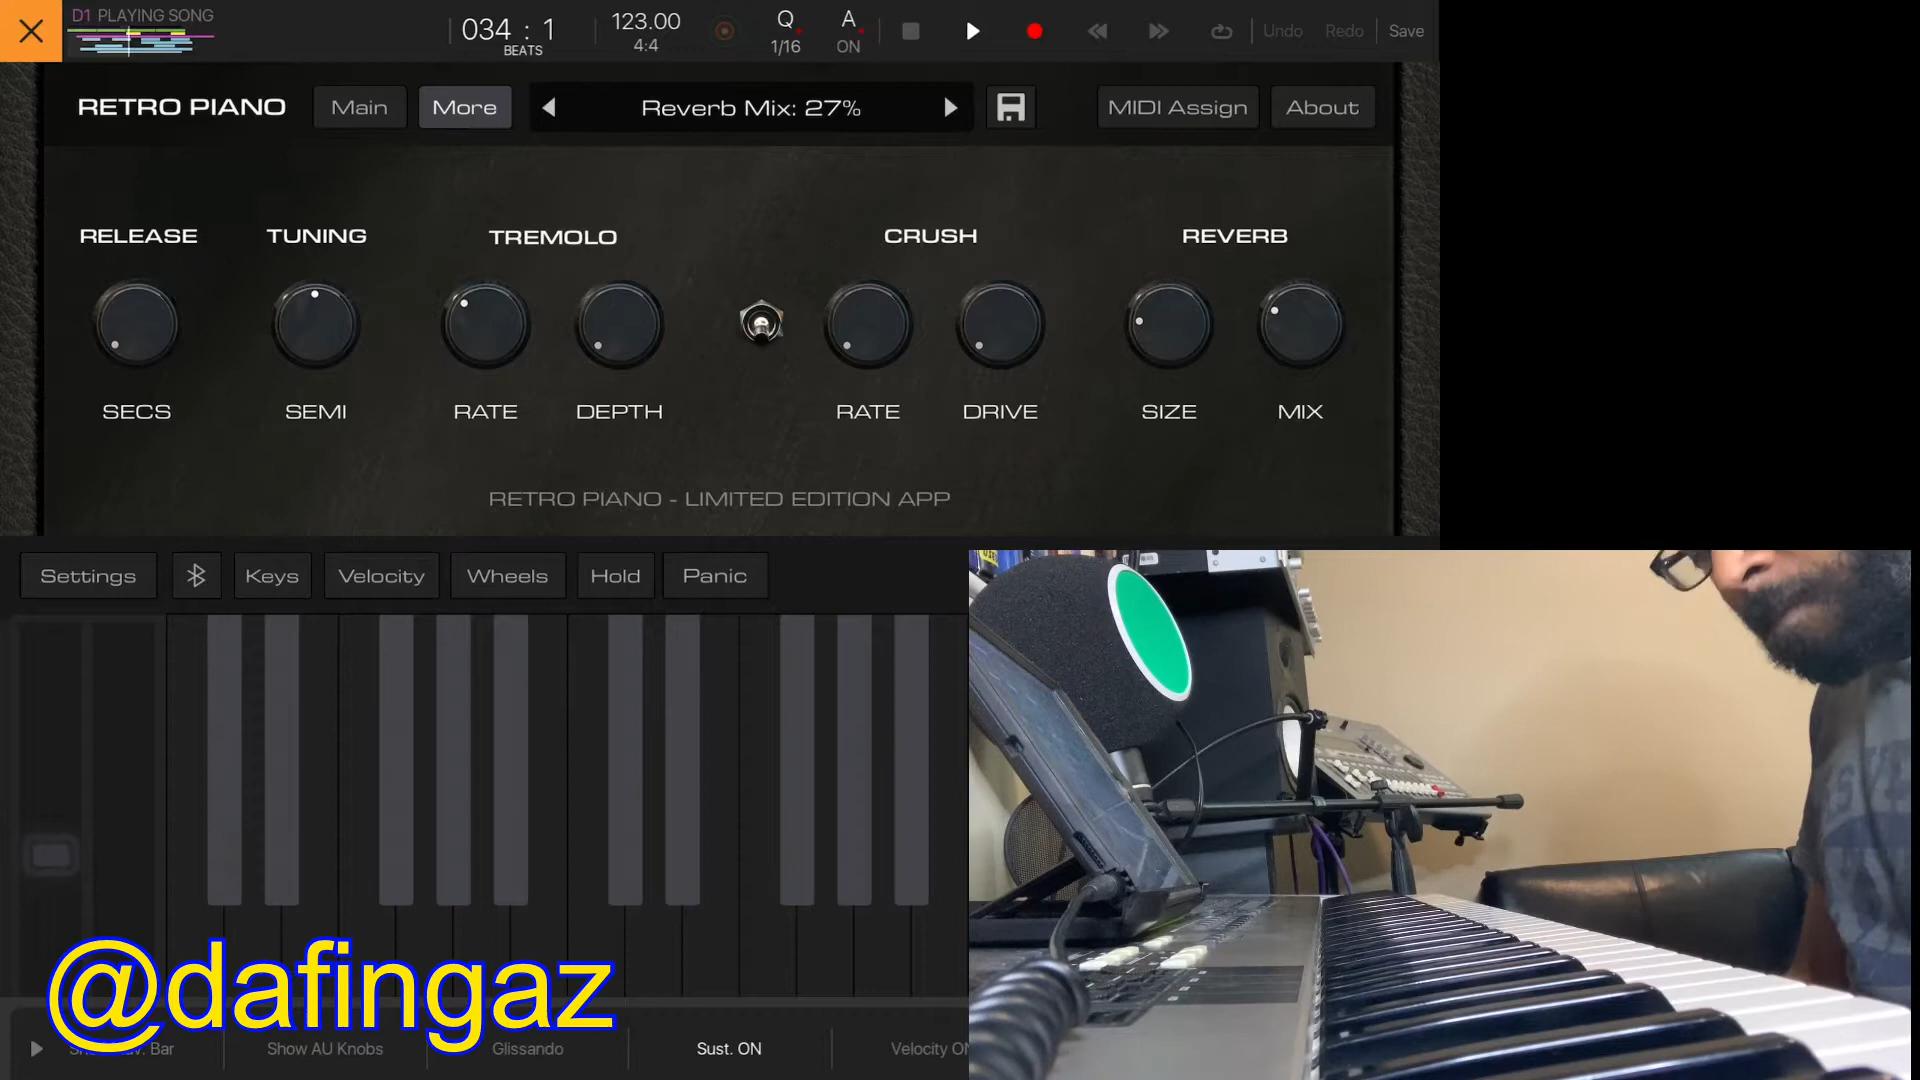 D1 PLAYING SONG
034 : 1
BEATS
123.00
4:4
Q
1/16
A
ON
Undo
Redo
Save
RETRO PIANO
Main
More
Reverb Mix: 27%
MIDI Assign
About
RELEASE
TUNING
TREMOLO
CRUSH
REVERB
SECS
SEMI
RATE
DEPTH
RATE
DRIVE
SIZE
MIX
RETRO PIANO - LIMITED EDITION APP
Settings
Keys
Velocity
Wheels
Hold
Panic
@dafingaz
Bar
Show AU Knobs
Glissando
Sust. ON
Velocity